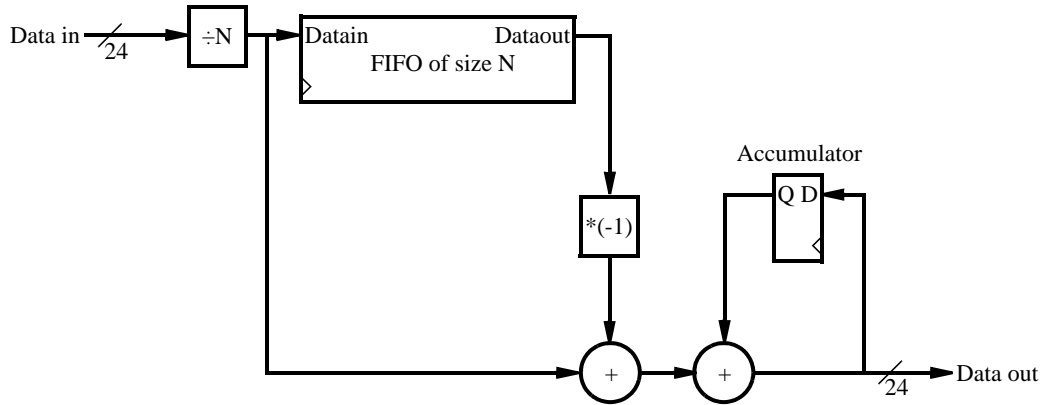 Data in
24
÷N
Datain
Dataout
FIFO of size N
*(-1)
Accumulator
Q D
+
+
24
Data out